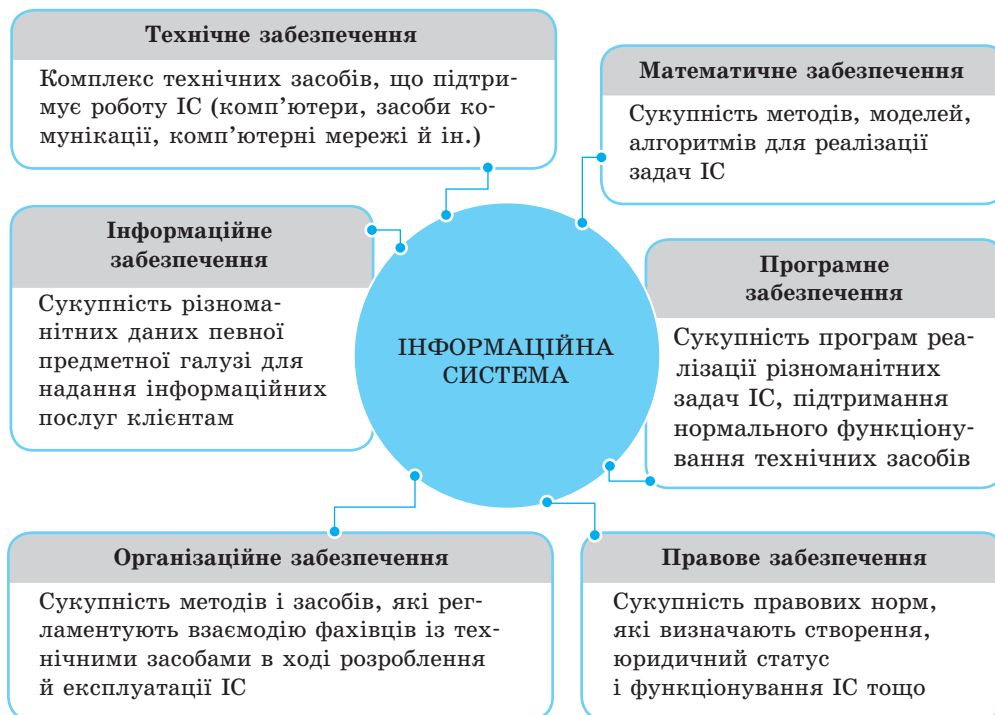 Технічне забезпечення
Комплекс технічних засобів, що підтри-
мує роботу ІС (комп’ютери, засоби ко-
мунікації, комп’ютерні мережі й ін.)
Математичне забезпечення
Сукупність методів, моделей,
алгоритмів для реалізації
задач ІС
Інформаційне
забезпечення
Сукупність різнома-
нітних даних певної
предметної галузі для
надання інформаційних
послуг клієнтам
ІНФОРМАЦІЙНА
СИСТЕМА
Програмне
забезпечення
Сукупність програм реа-
лізації різноманітних
задач ІС, підтримання
нормального функціону-
вання технічних засобів
Організаційне забезпечення
Сукупність методів і засобів, які рег-
ламентують взаємодію фахівців із тех-
нічними засобами в ході розроблення
й експлуатації ІС
Правове забезпечення
Сукупність правових норм,
які визначають створення,
юридичний статус
і функціонування ІС тощо